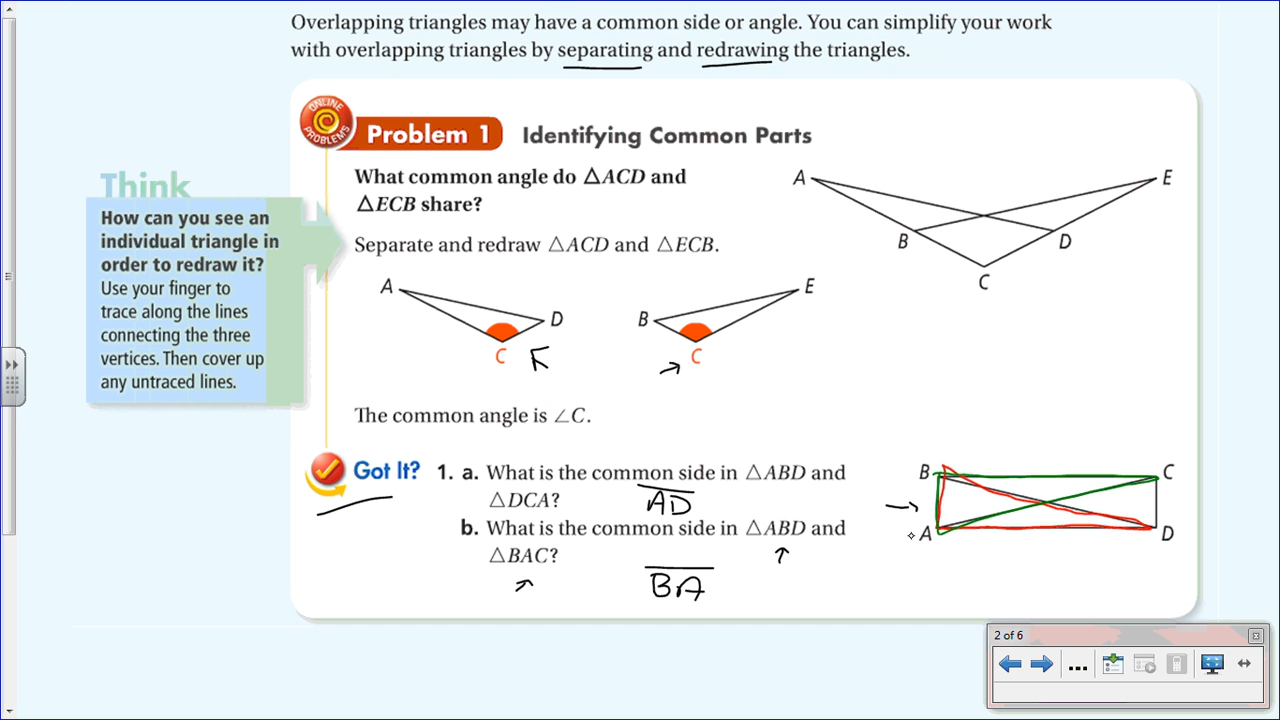 Overlapping triangles may have a common side or angle. You can simplify your work
with overlapping triangles by separating and redrawing the triangles.
ONLINE
PROBLEMS
Problem 1 Identifying Common Parts
What common angle do △ACD and
△ECB share?
A
E
B
D
C
Think
How can you see an
individual triangle in
order to redraw it?
Use your finger to
trace along the lines
connecting the three
vertices. Then cover up
any untraced lines.
Separate and redraw △ACD and △ECB.
A
D
C
B
E
C
The common angle is ∠C.
Got It? 1. a. What is the common side in △ABD and
△DCA? AD
b. What is the common side in △ABD and
△BAC? BA
B
C
A
D
2 of 6